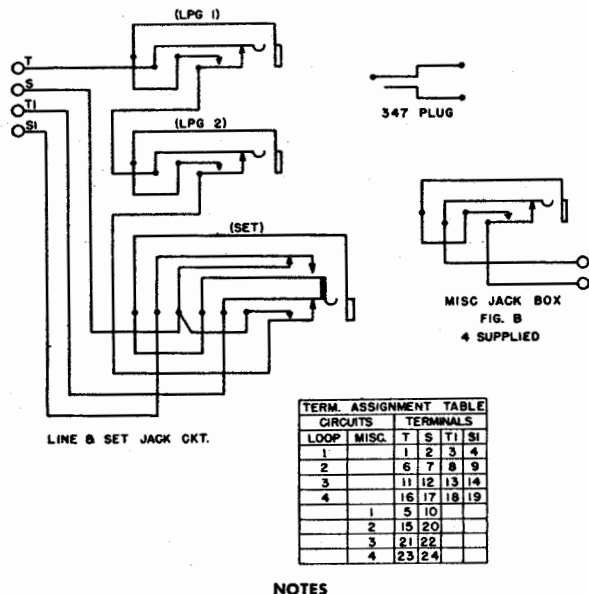 (LPG 1)
T
S
T1
S1
(LPG 2)
(SET)
347 PLUG
MISC JACK BOX
FIG. B
4 SUPPLIED
LINE & SET JACK CKT.
TERM. ASSIGNMENT TABLE
CIRCUITS TERMINALS
LOOP MISC. T S T1 S1
1 1 2 3 4
2 6 7 8 9
3 11 12 13 14
4 16 17 18 19
1 5 10
2 15 20
3 21 22
4 23 24
NOTES